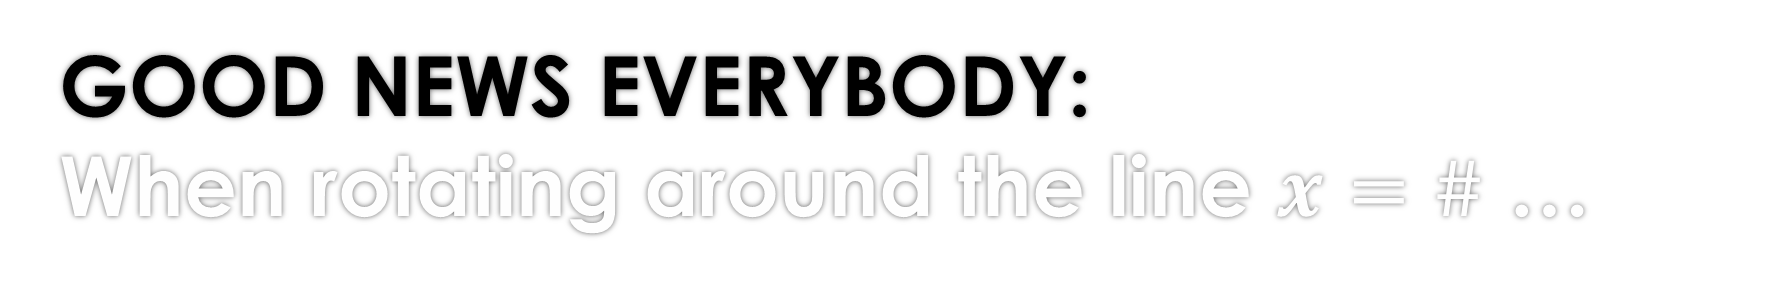 GOOD NEWS EVERYBODY:
When rotating around the line 𝒙 = # …